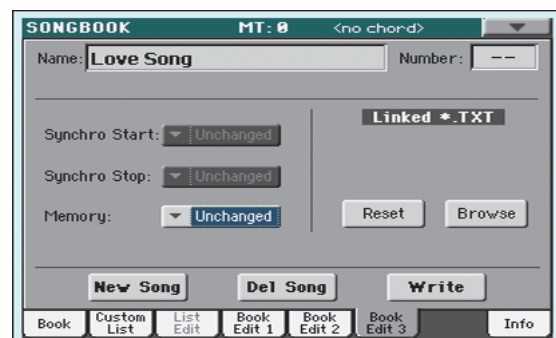 SONGBOOK MT: 0 <no chord>
Name: Love Song Number: --
Linked *.TXT
Synchro Start: Unchanged
Synchro Stop: Unchanged
Memory: Unchanged Reset Browse
New Song Del Song Write
Book Custom List List Edit Book Edit 1 Book Edit 2 Book Edit 3 Info